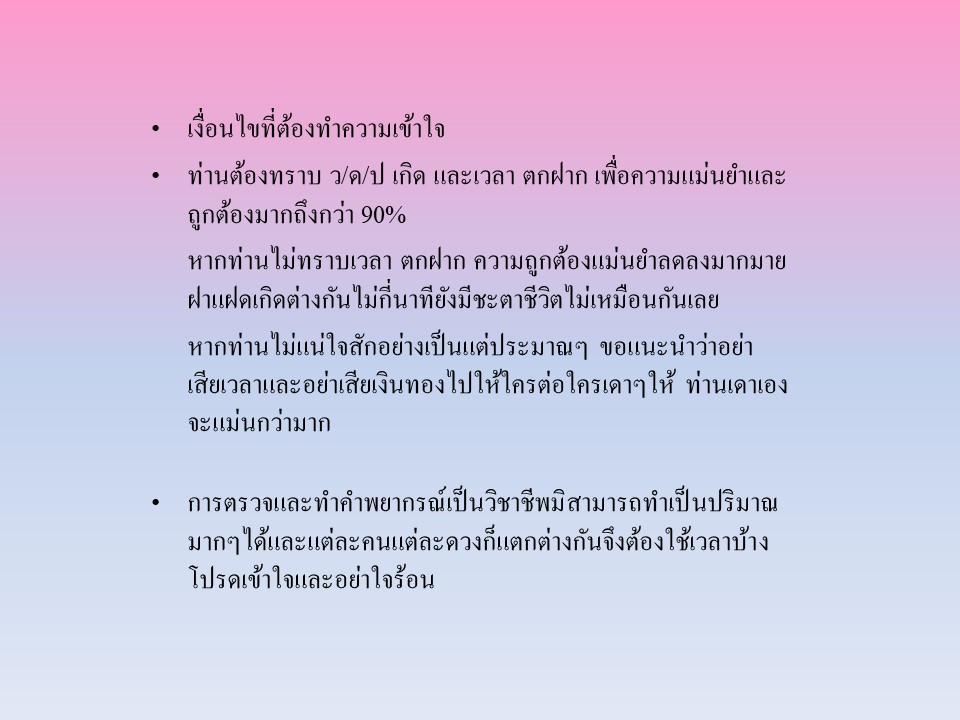 • เงื่อนไขที่ต้องทำความเข้าใจ
• ท่านต้องทราบ ว/ด/ป เกิด และเวลา ตกฝาก เพื่อความแม่นยำและ
ถูกต้องมากถึงกว่า 90%
หากท่านไม่ทราบเวลา ตกฝาก ความถูกต้องแม่นยำลดลงมากมาย
ฝาแฝดเกิดต่างกันไม่กี่นาทียังมีชะตาชีวิตไม่เหมือนกันเลย
หากท่านไม่แน่ใจสักอย่างเป็นแต่ประมาณๆ ขอแนะนำว่าอย่า
เสียเวลาและอย่าเสียเงินทองไปให้ใครต่อใครเดาๆให้ ท่านเดาเอง
จะแม่นกว่ามาก
• การตรวจและทำคำพยากรณ์เป็นวิชาชีพมิสามารถทำเป็นปริมาณ
มากๆได้และแต่ละคนแต่ละดวงก็แตกต่างกันจึงต้องใช้เวลาบ้าง
โปรดเข้าใจและอย่าใจร้อน